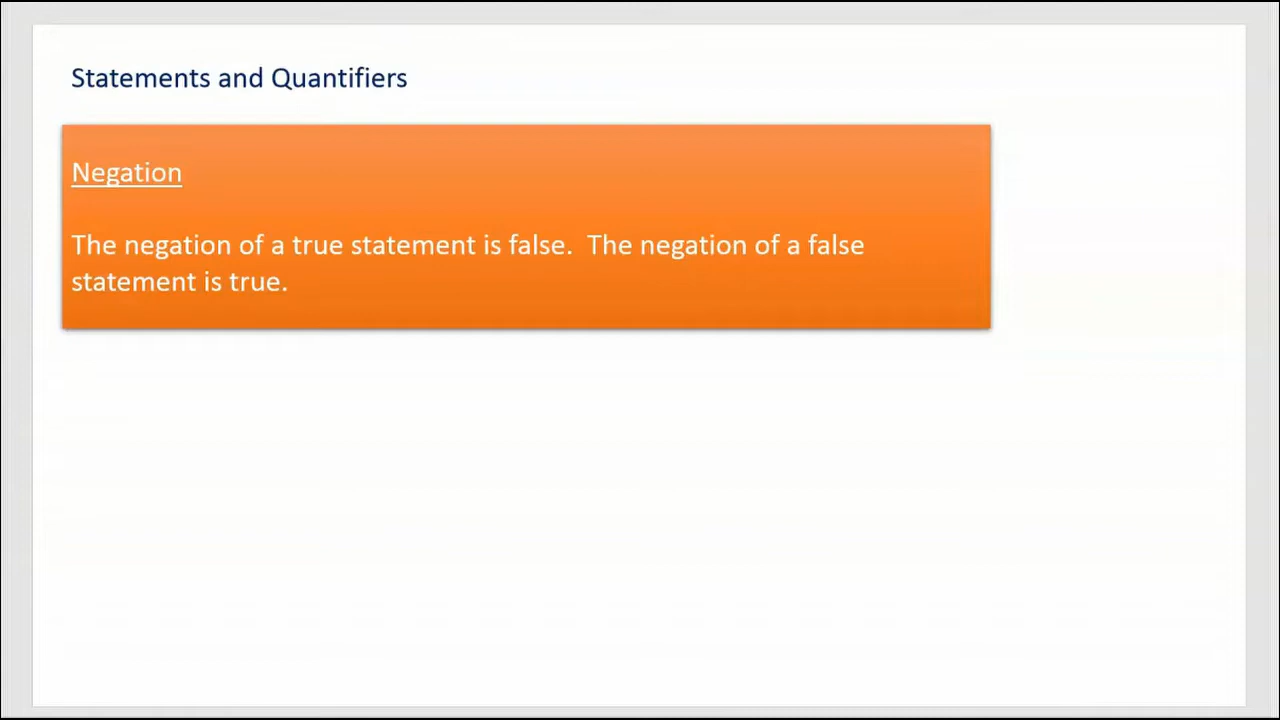 Statements and Quantifiers
Negation
The negation of a true statement is false.  The negation of a false
statement is true.